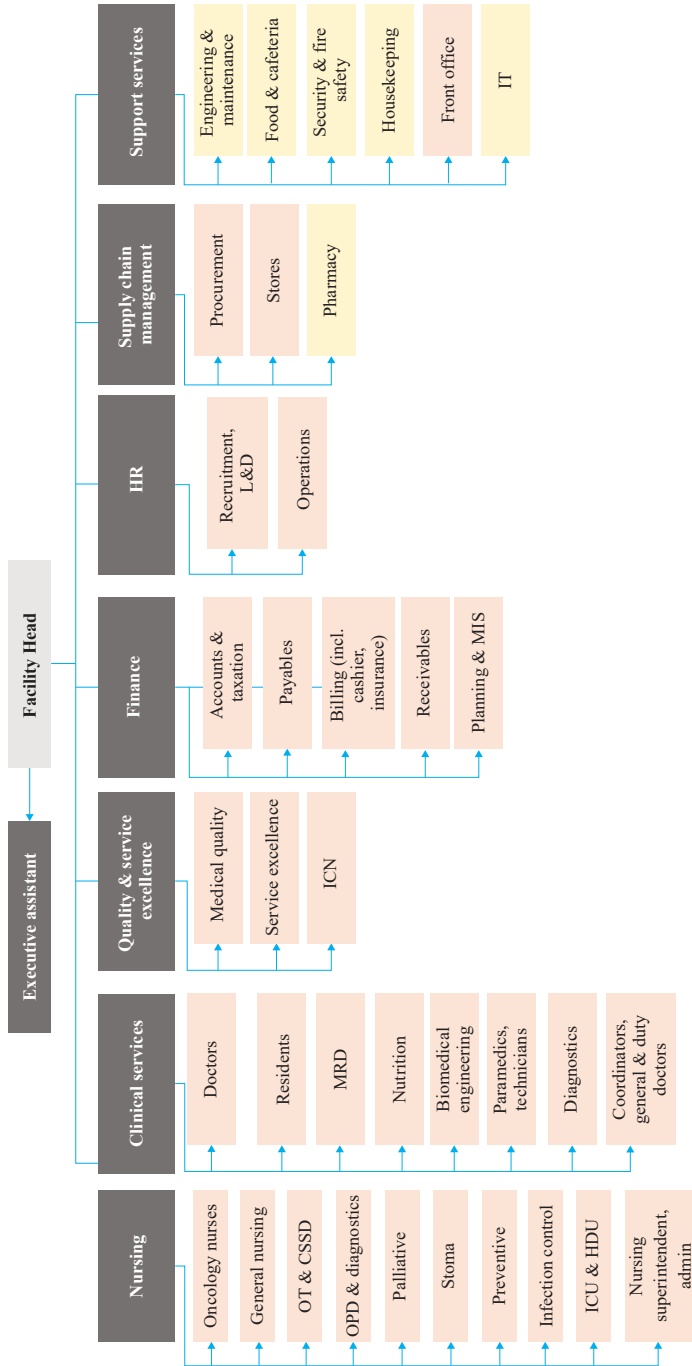 Facility Head
Executive assistant
Nursing
Oncology nurses
General nursing
OT & CSSD
OPD & diagnostics
Palliative
Stoma
Preventive
Infection control
ICU & HDU
Nursing
superintendent,
admin
Clinical services
Doctors
Residents
MRD
Nutrition
Biomedical
engineering
Paramedics,
technicians
Diagnostics
Coordinators,
general & duty
doctors
Quality & service
excellence
Medical quality
Service excellence
ICN
Finance
Accounts &
taxation
Payables
Billing (incl.
cashier,
insurance)
Receivables
Planning & MIS
HR
Recruitment,
L&D
Operations
Supply chain
management
Procurement
Stores
Pharmacy
Support services
Engineering &
maintenance
Food & cafeteria
Security & fire
safety
Housekeeping
Front office
IT